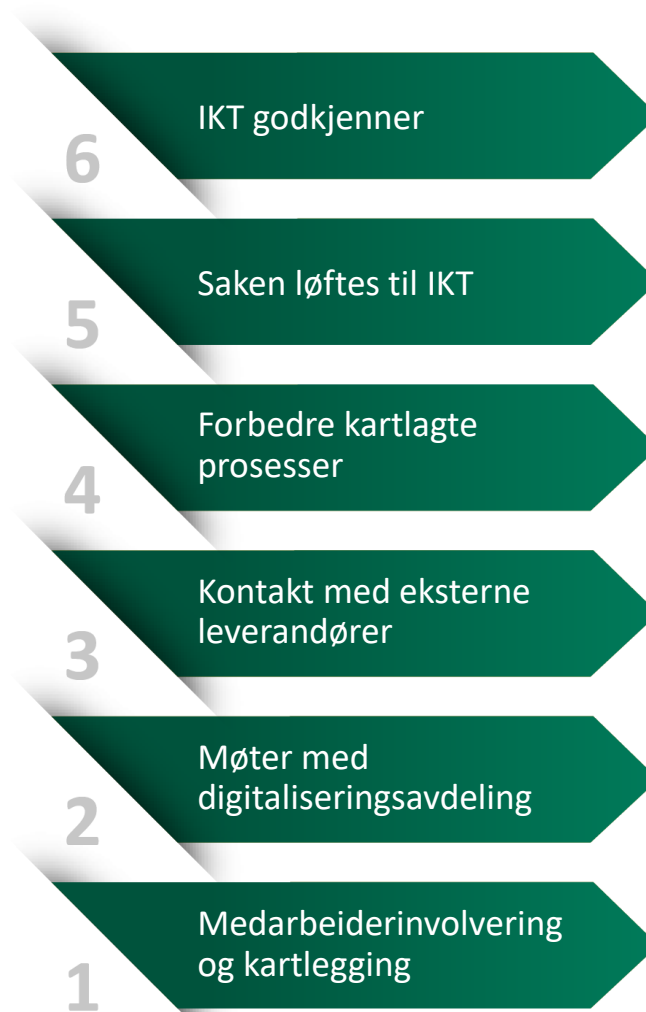 6
IKT godkjenner
5
Saken løftes til IKT
4
Forbedre kartlagte
prosesser
3
Kontakt med eksterne
leverandører
2
Møter med
digitaliseringsavdeling
1
Medarbeiderinvolvering
og kartlegging